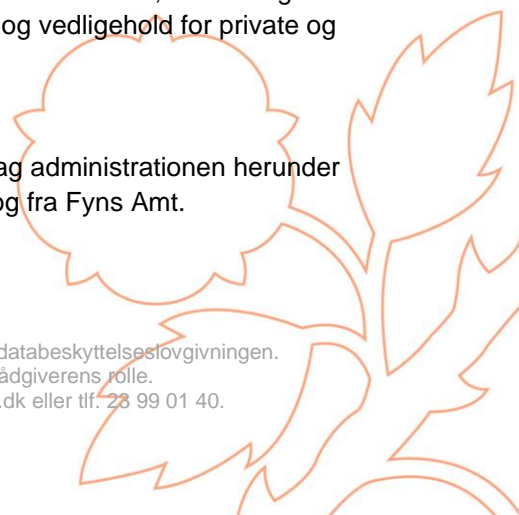 og vedligehold for private og
ag administrationen herunder
og fra Fyns Amt.
databeskyttelseslovgivningen.
ådgiverens rolle.
.dk eller tlf. 23 99 01 40.